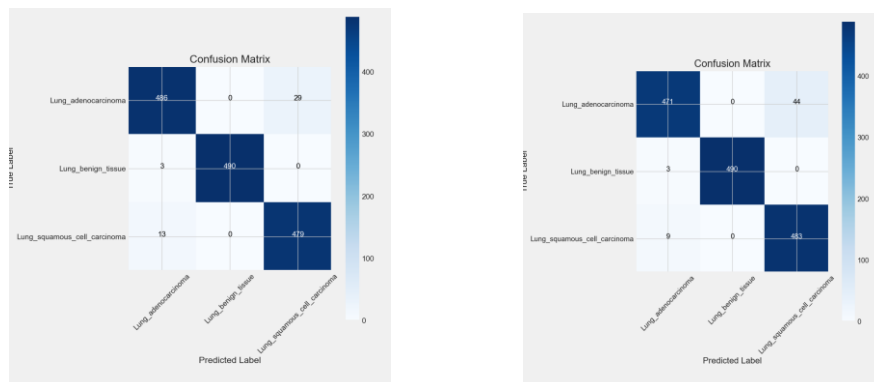 Confusion Matrix
Lung_adenocarcinoma 486 0 29
Lung_benign_tissue 3 490 0
Lung_squamous_cell_carcinoma 13 0 479
True Label
Lung_adenocarcinoma
Lung_benign_tissue
Lung_squamous_cell_carcinoma
Predicted Label
400
300
200
100
0
Confusion Matrix
Lung_adenocarcinoma 471 0 44
Lung_benign_tissue 3 490 0
Lung_squamous_cell_carcinoma 9 0 483
True Label
Lung_adenocarcinoma
Lung_benign_tissue
Lung_squamous_cell_carcinoma
Predicted Label
400
300
200
100
0